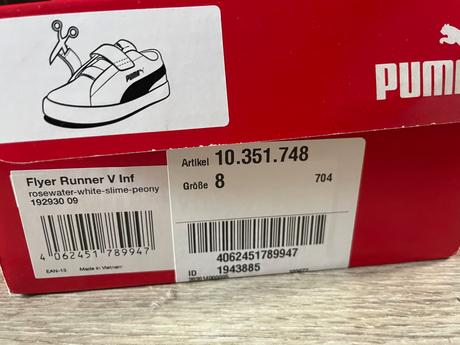 PUMA
PUMA
Flyer Runner V Inf
rosewater-white-slime-peony
192930 09
4 062451 789947
EAN-13 Made in Vietnam
Artikel 10.351.748
Größe 8 704
4062451789947
ID 1943885